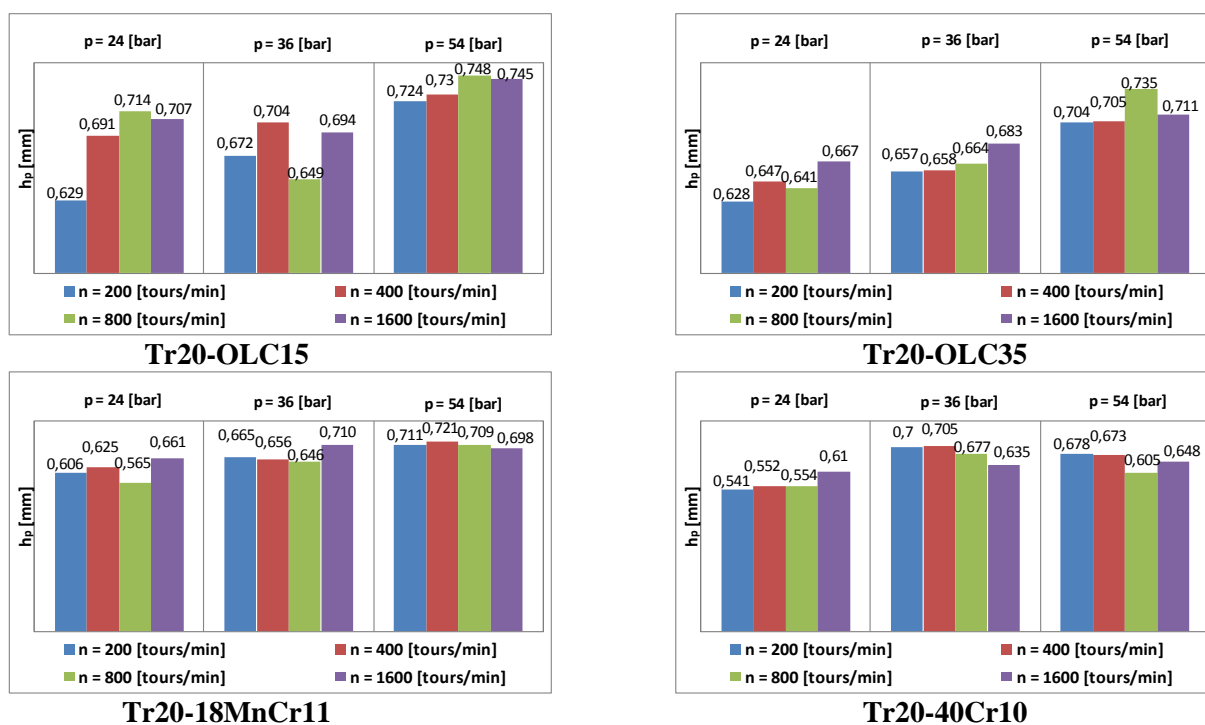 p = 24 [bar] p = 36 [bar] p = 54 [bar]
hp [mm]
0,629 0,691 0,714 0,707 0,672 0,704 0,649 0,694 0,724 0,73 0,748 0,745
n = 200 [tours/min] n = 400 [tours/min]
n = 800 [tours/min] n = 1600 [tours/min]
Tr20-OLC15
p = 24 [bar] p = 36 [bar] p = 54 [bar]
hp [mm]
0,628 0,647 0,641 0,667 0,657 0,658 0,664 0,683 0,704 0,705 0,735 0,711
n = 200 [tours/min] n = 400 [tours/min]
n = 800 [tours/min] n = 1600 [tours/min]
Tr20-OLC35
p = 24 [bar] p = 36 [bar] p = 54 [bar]
hp [mm]
0,606 0,625 0,565 0,661 0,665 0,656 0,646 0,710 0,711 0,721 0,709 0,698
n = 200 [tours/min] n = 400 [tours/min]
n = 800 [tours/min] n = 1600 [tours/min]
Tr20-18MnCr11
p = 24 [bar] p = 36 [bar] p = 54 [bar]
hp [mm]
0,541 0,552 0,554 0,61 0,7 0,705 0,677 0,635 0,678 0,673 0,605 0,648
n = 200 [tours/min] n = 400 [tours/min]
n = 800 [tours/min] n = 1600 [tours/min]
Tr20-40Cr10